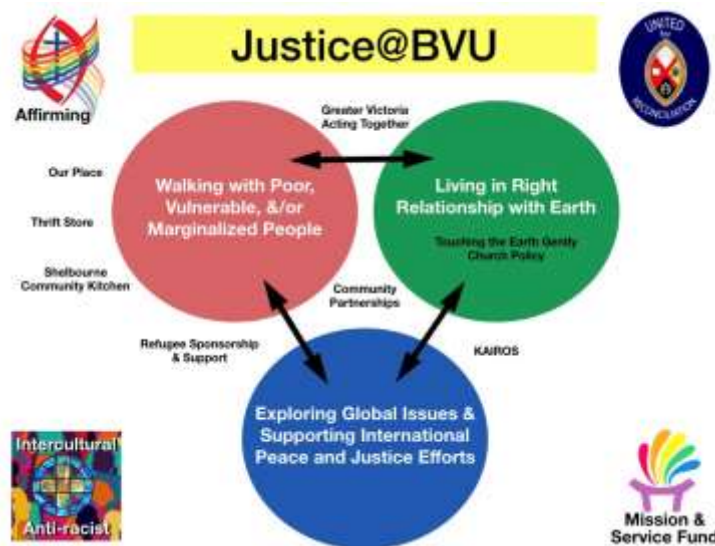 Justice@BVU
Affirming
UNITED
for
RECONCILIATION
Greater Victoria
Acting Together
Our Place
Thrift Store
Shelbourne
Community Kitchen
Walking with Poor,
Vulnerable, &/or
Marginalized People
Living in Right
Relationship with Earth
Touching the Earth Gently
Church Policy
Community
Partnerships
Refugee Sponsorship
& Support
KAIROS
Exploring Global Issues &
Supporting International
Peace and Justice Efforts
Intercultural
Anti-racist
Mission &
Service Fund